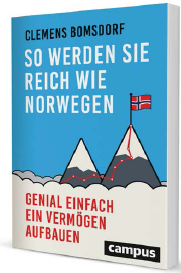 CLEMENS BOMSDORF
SO WERDEN SIE
REICH WIE
NORWEGEN
GENIAL EINFACH
EIN VERMÖGEN
AUFBAUEN
campus